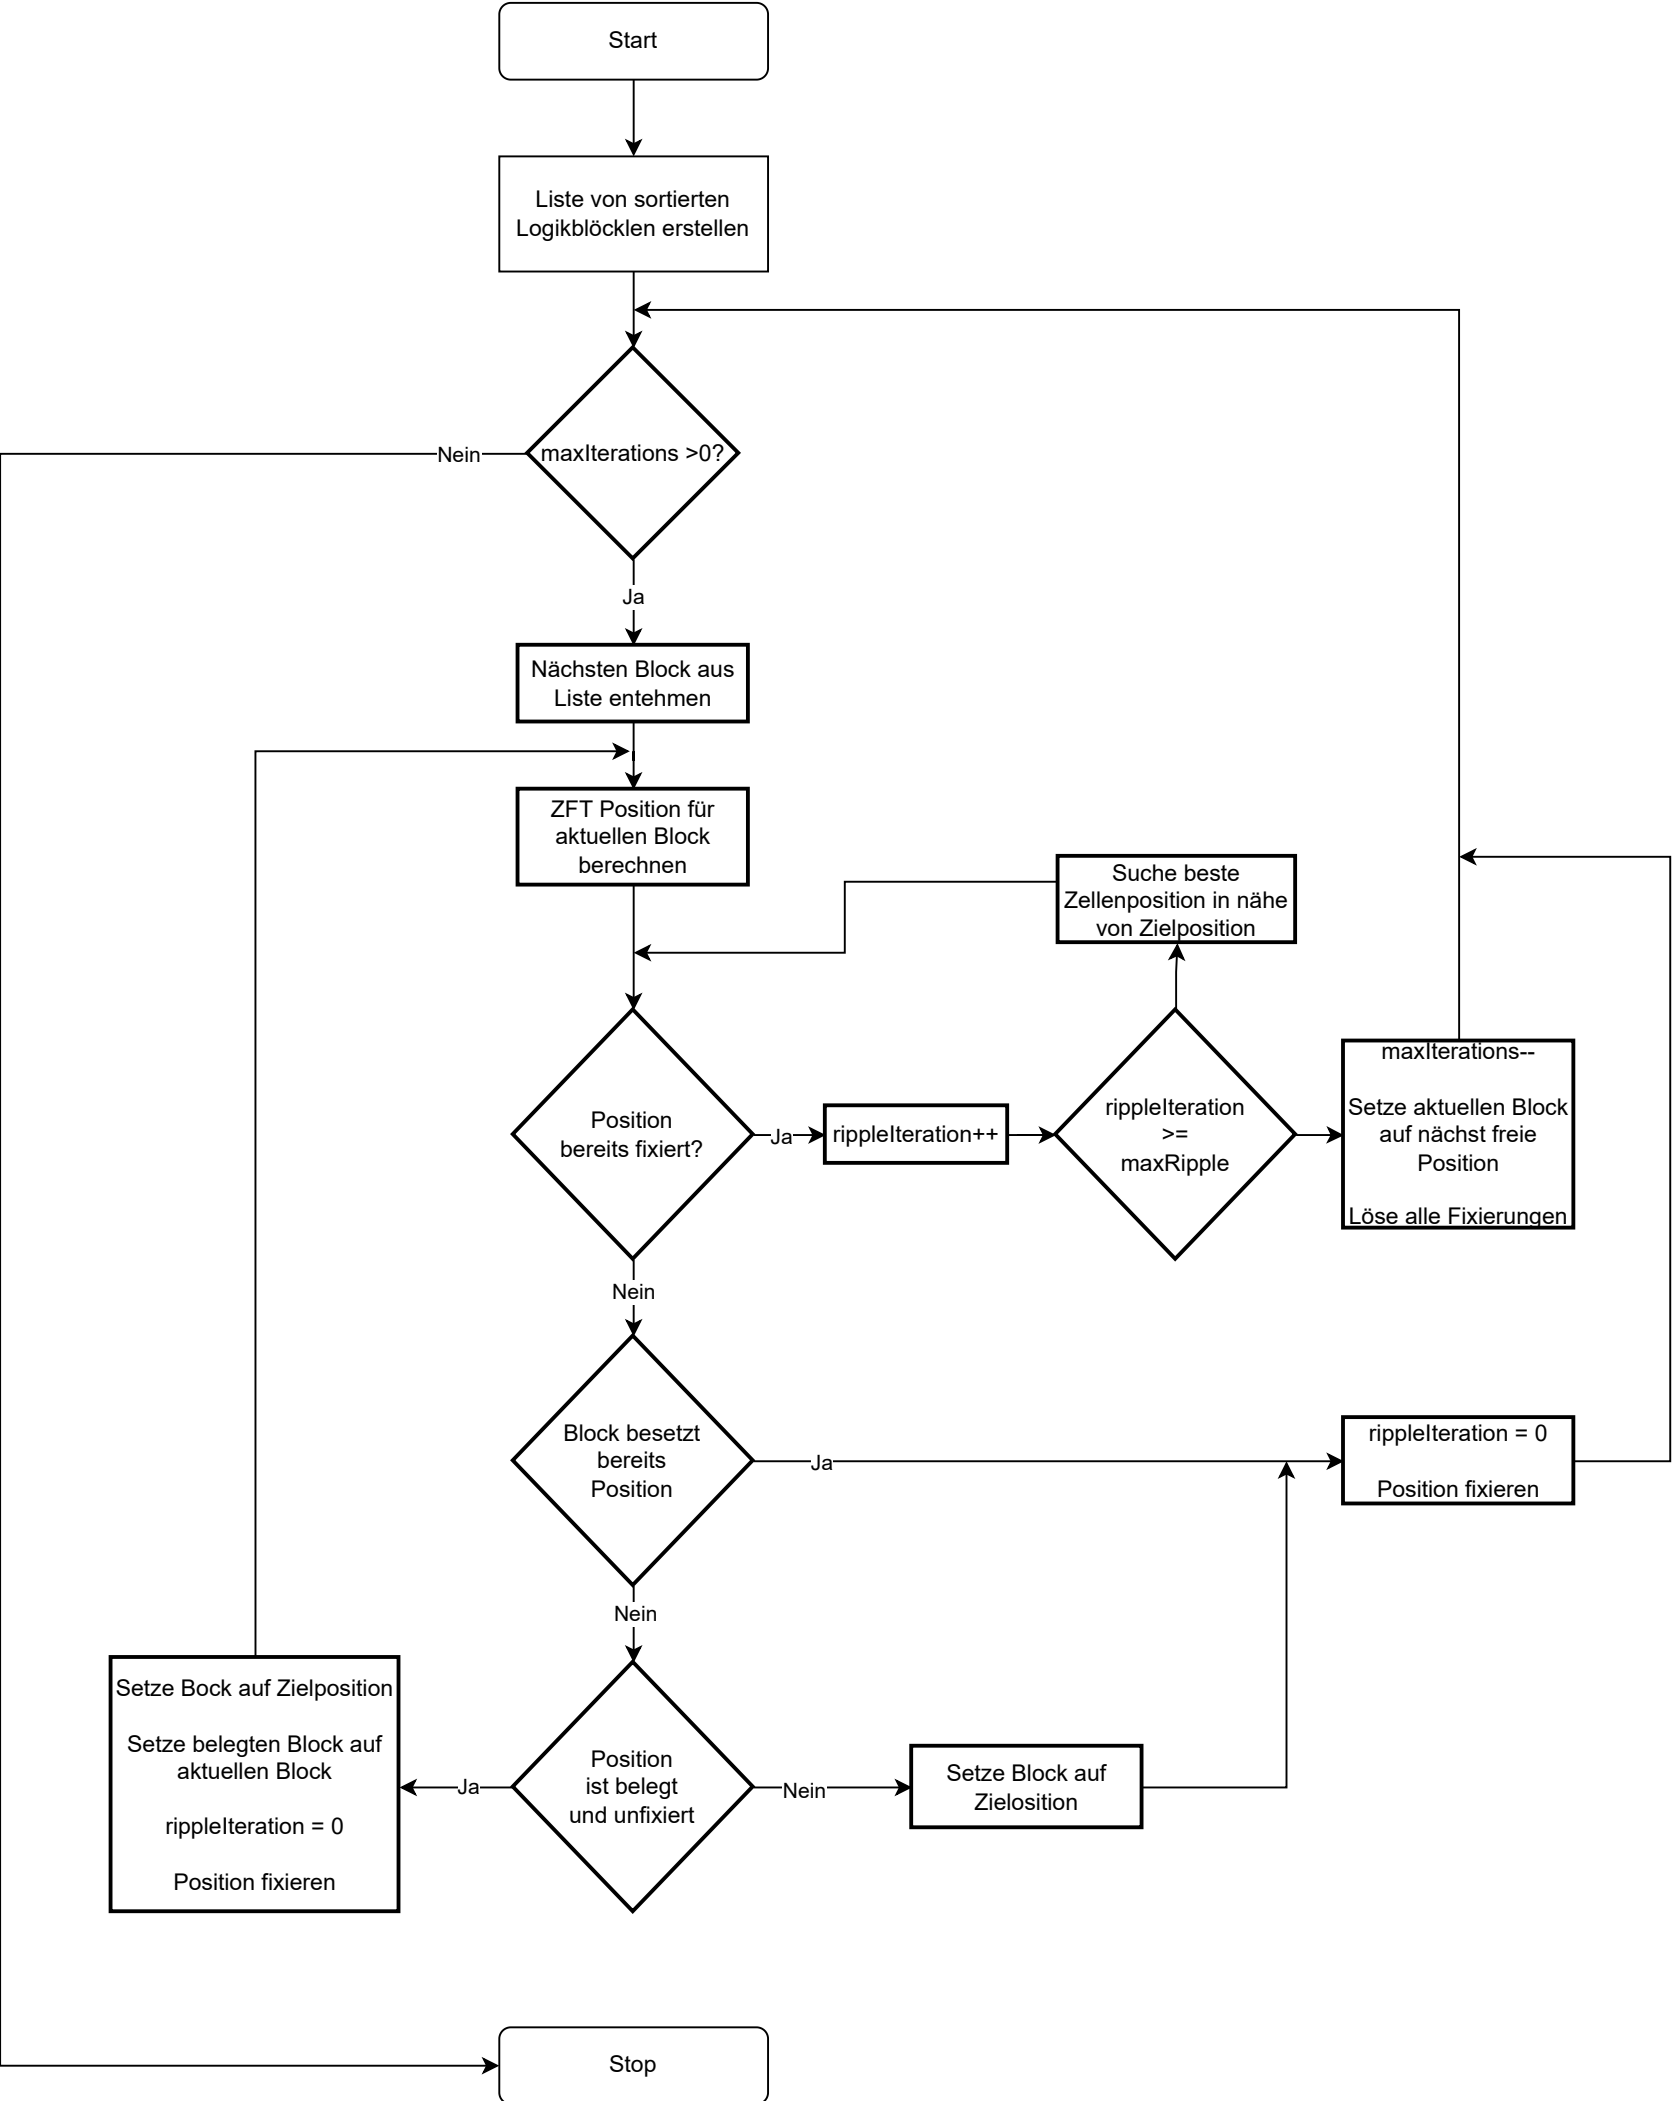 Start
Liste von sortierten
Logikblöcklen erstellen
maxIterations >0?
Nein
Ja
Nächsten Block aus
Liste entehmen
ZFT Position für
aktuellen Block
berechnen
Suche beste
Zellenposition in nähe
von Zielposition
Position
bereits fixiert?
Ja
rippleIteration++
rippleIteration
>=
maxRipple
maxIterations--
Setze aktuellen Block
auf nächst freie
Position
Löse alle Fixierungen
Nein
Block besetzt
bereits
Position
Ja
rippleIteration = 0
Position fixieren
Nein
Setze Bock auf Zielposition
Setze belegten Block auf
aktuellen Block
rippleIteration = 0
Position fixieren
Ja
Position
ist belegt
und unfixiert
Nein
Setze Block auf
Zielosition
Stop